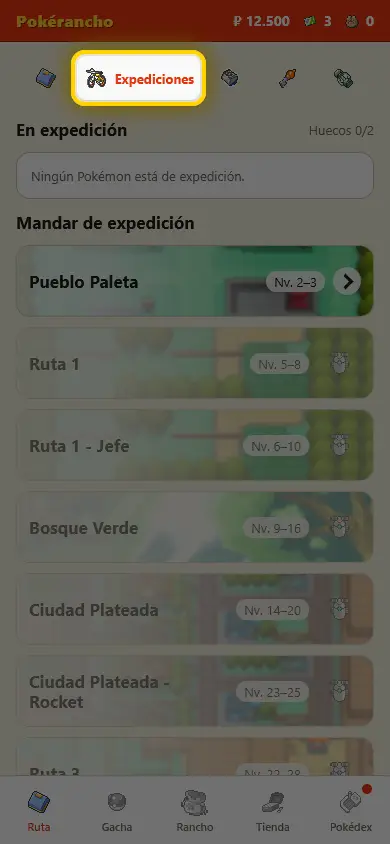 Pokérancho
₽ 12.500
3
0
Expediciones
En expedición
Huecos 0/2
Ningún Pokémon está de expedición.
Mandar de expedición
Pueblo Paleta
Nv. 2–3
Ruta 1
Nv. 5–8
Ruta 1 - Jefe
Nv. 6–10
Bosque Verde
Nv. 9–16
Ciudad Plateada
Nv. 14–20
Ciudad Plateada -
Rocket
Nv. 23–25
Ruta 3
Nv. 22–28
Ruta
Gacha
Rancho
Tienda
Pokédex